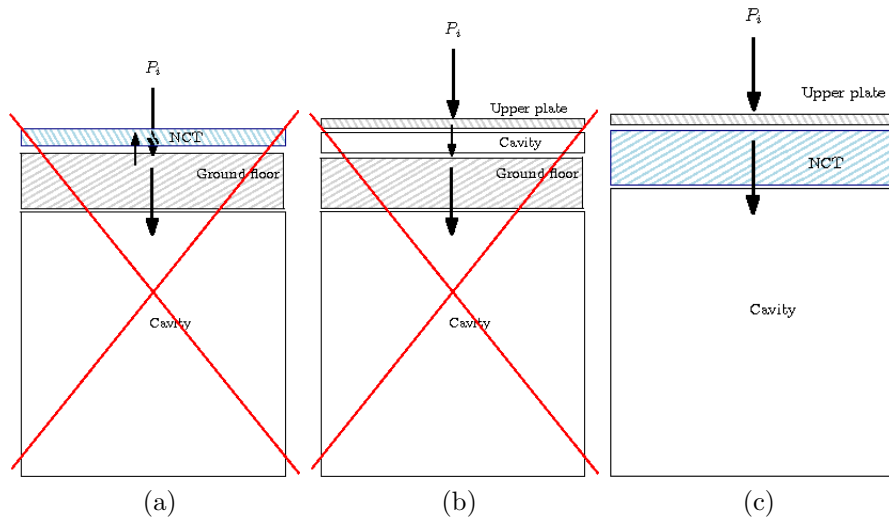 P_i
NCT
Ground floor
Cavity
(a)
P_i
Upper plate
Cavity
Ground floor
Cavity
(b)
P_i
Upper plate
NCT
Cavity
(c)